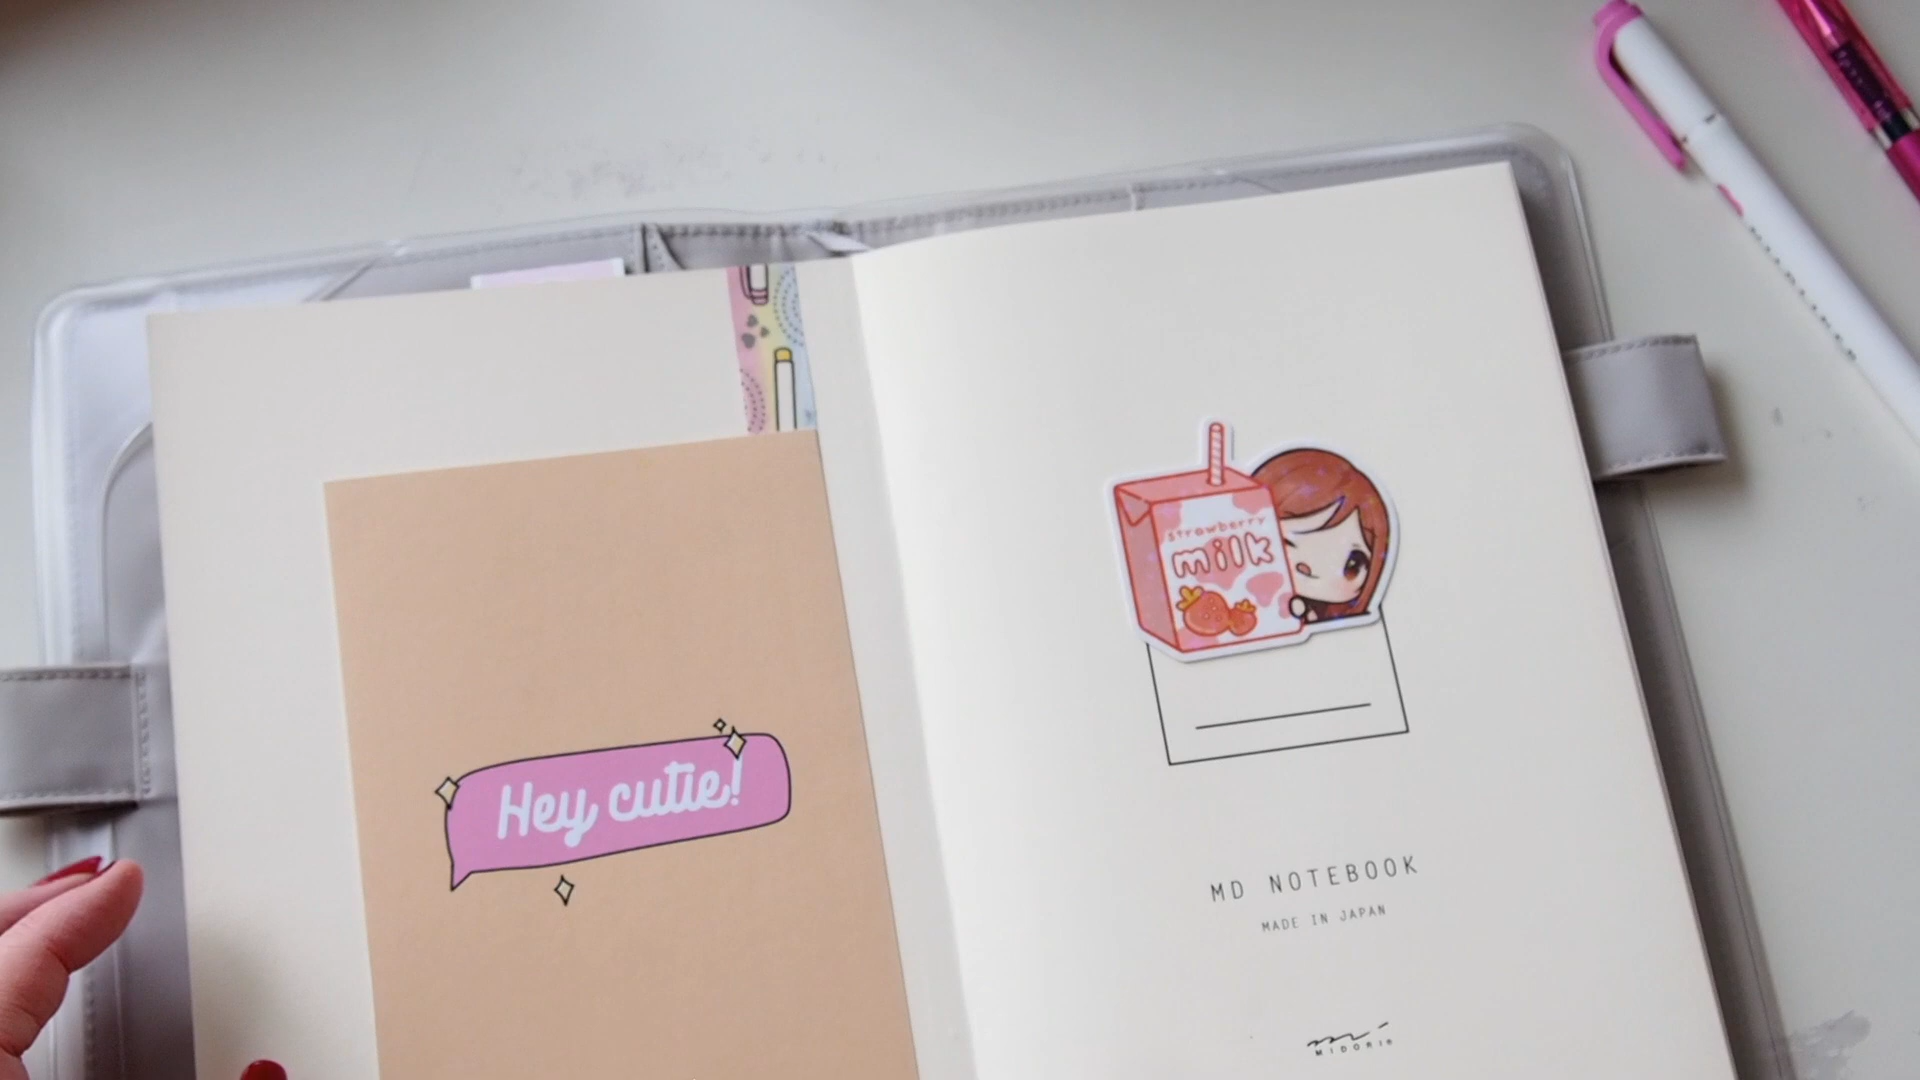 Hey cutie!
strawberry
milk
MD NOTEBOOK
MADE IN JAPAN
MIDORI